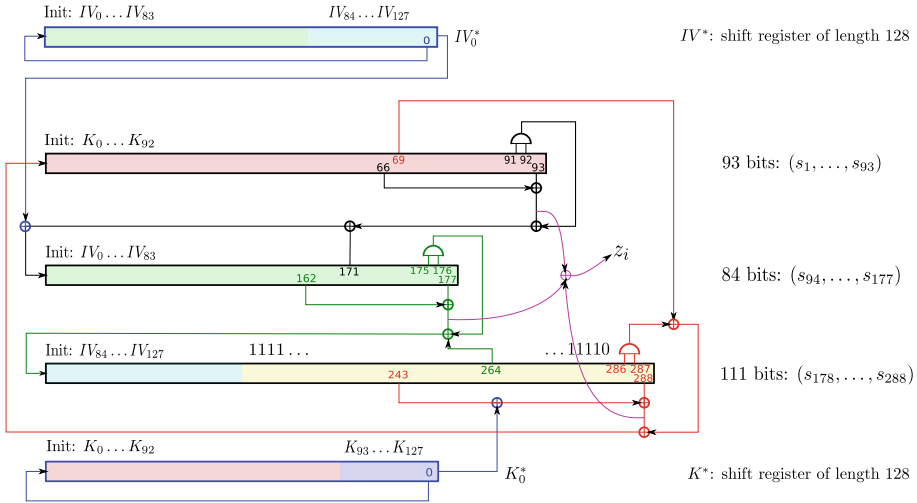 Init: IV₀ … IV₈₃ IV₈₄ … IV₁₂₇
0 IV₀* IV*: shift register of length 128
Init: K₀ … K₉₂
69 91 92
66 93 93 bits: (s₁, …, s₉₃)
Init: IV₀ … IV₈₃ zᵢ
171 175 176
162 177 84 bits: (s₉₄, …, s₁₇₇)
Init: IV₈₄ … IV₁₂₇ 1111 … … 11110
243 264 286 287
288 111 bits: (s₁₇₈, …, s₂₈₈)
Init: K₀ … K₉₂ K₉₃ … K₁₂₇
0 K₀* K*: shift register of length 128